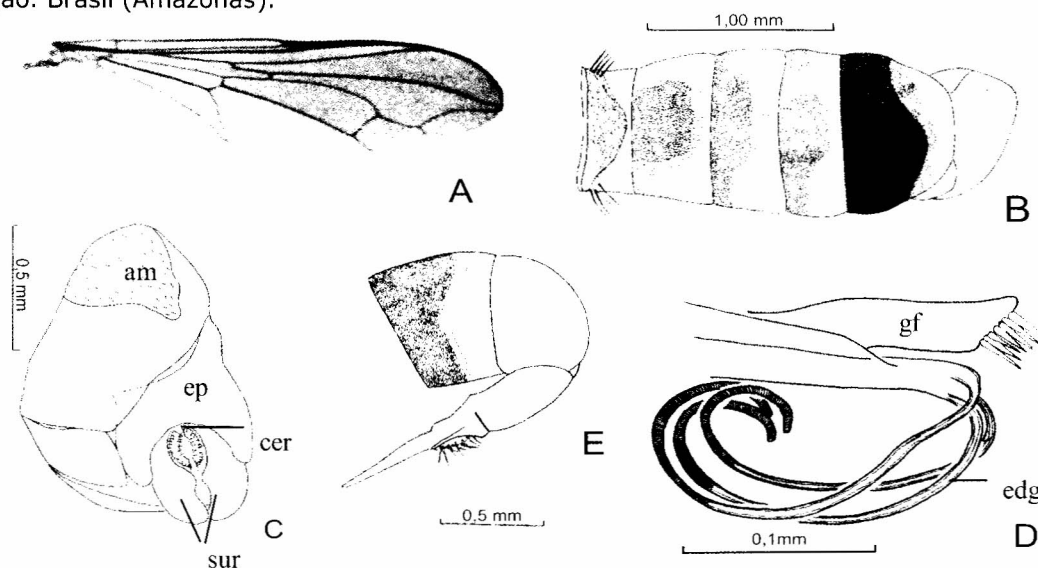 ão: Brasil (Amazonas).
1,00 mm
A
B
0,5 mm
am
ep
cer
sur
C
E
0,5 mm
gf
edg
D
0,1mm